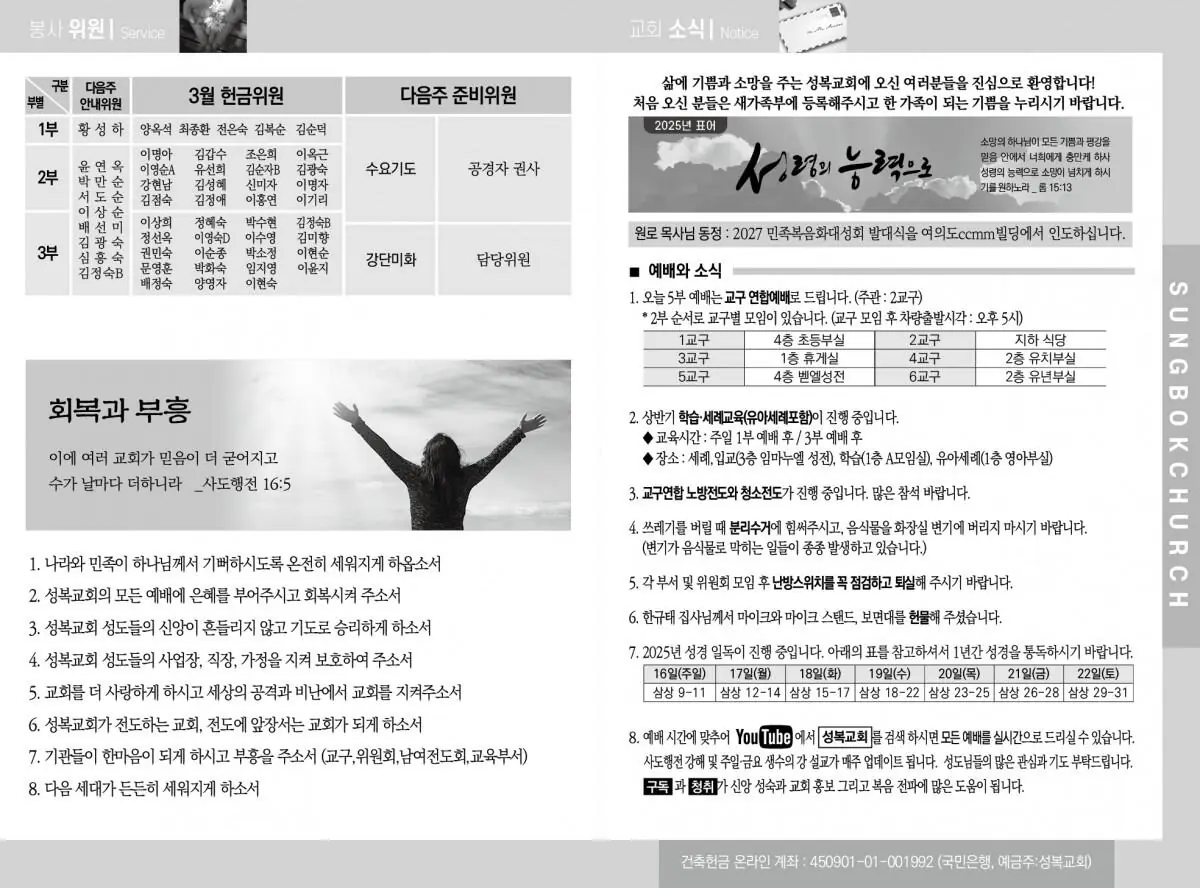 봉사 위원 | Service
구분
부별
다음주
안내위원
3월 헌금위원
다음주 준비위원
1부
황 성 하
양옥석 최종환 전은숙 김복순 김순덕
2부
윤 연 옥
박 만 순
서 도 순
이 상 순
배 선 미
김 광 숙
심 흥 숙
김정숙B
이명아 김갑수 조은희 이옥근
이영순A 유선희 김순자B 김광숙
강현남 김성혜 신미자 이명자
김점숙 김정애 이흥연 이기리
3부
이상희 정혜숙 박수현 김정숙B
정선옥 이영숙D 이수영 김미향
권민숙 이순종 박소정 이현순
문영훈 박화숙 임지영 이윤지
배정숙 양영자 이현숙
수요기도
공경자 권사
강단미화
담당위원
회복과 부흥
이에 여러 교회가 믿음이 더 굳어지고
수가 날마다 더하니라 _사도행전 16:5
1. 나라와 민족이 하나님께서 기뻐하시도록 온전히 세워지게 하옵소서
2. 성복교회의 모든 예배에 은혜를 부어주시고 회복시켜 주소서
3. 성복교회 성도들의 신앙이 흔들리지 않고 기도로 승리하게 하소서
4. 성복교회 성도들의 사업장, 직장, 가정을 지켜 보호하여 주소서
5. 교회를 더 사랑하게 하시고 세상의 공격과 비난에서 교회를 지켜주소서
6. 성복교회가 전도하는 교회, 전도에 앞장서는 교회가 되게 하소서
7. 기관들이 한마음이 되게 하시고 부흥을 주소서 (교구,위원회,남여전도회,교육부서)
8. 다음 세대가 든든히 세워지게 하소서
교회 소식 | Notice
삶에 기쁨과 소망을 주는 성복교회에 오신 여러분들을 진심으로 환영합니다!
처음 오신 분들은 새가족부에 등록해주시고 한 가족이 되는 기쁨을 누리시기 바랍니다.
2025년 표어
성령의 능력으로
소망의 하나님이 모든 기쁨과 평강을
믿음 안에서 너희에게 충만케 하사
성령의 능력으로 소망이 넘치게 하시
기를 원하노라 _ 롬 15:13
원로 목사님 동정 : 2027 민족복음화대성회 발대식을 여의도ccmm빌딩에서 인도하십니다.
■ 예배와 소식
1. 오늘 5부 예배는 교구 연합예배로 드립니다. (주관 : 2교구)
* 2부 순서로 교구별 모임이 있습니다. (교구 모임 후 차량출발시각 : 오후 5시)
1교구 4층 초등부실 2교구 지하 식당
3교구 1층 휴게실 4교구 2층 유치부실
5교구 4층 벧엘성전 6교구 2층 유년부실
2. 상반기 학습·세례교육(유아세례포함)이 진행 중입니다.
◆ 교육시간 : 주일 1부 예배 후 / 3부 예배 후
◆ 장소 : 세례,입교(3층 임마누엘 성전), 학습(1층 A모임실), 유아세례(1층 영아부실)
3. 교구연합 노방전도와 청소전도가 진행 중입니다. 많은 참석 바랍니다.
4. 쓰레기를 버릴 때 분리수거에 힘써주시고, 음식물을 화장실 변기에 버리지 마시기 바랍니다.
(변기가 음식물로 막히는 일들이 종종 발생하고 있습니다.)
5. 각 부서 및 위원회 모임 후 난방스위치를 꼭 점검하고 퇴실해 주시기 바랍니다.
6. 한규태 집사님께서 마이크와 마이크 스탠드, 보면대를 헌물해 주셨습니다.
7. 2025년 성경 일독이 진행 중입니다. 아래의 표를 참고하셔서 1년간 성경을 통독하시기 바랍니다.
16일(주일) 17일(월) 18일(화) 19일(수) 20일(목) 21일(금) 22일(토)
삼상 9-11 삼상 12-14 삼상 15-17 삼상 18-22 삼상 23-25 삼상 26-28 삼상 29-31
8. 예배 시간에 맞추어 YouTube 에서 성복교회 를 검색 하시면 모든 예배를 실시간으로 드리실 수 있습니다.
사도행전 강해 및 주일·금요 생수의 강 설교가 매주 업데이트 됩니다. 성도님들의 많은 관심과 기도 부탁드립니다.
구독 과 청취 가 신앙 성숙과 교회 홍보 그리고 복음 전파에 많은 도움이 됩니다.
SUNGBOKCHURCH
건축헌금 온라인 계좌 : 450901-01-001992 (국민은행, 예금주:성복교회)